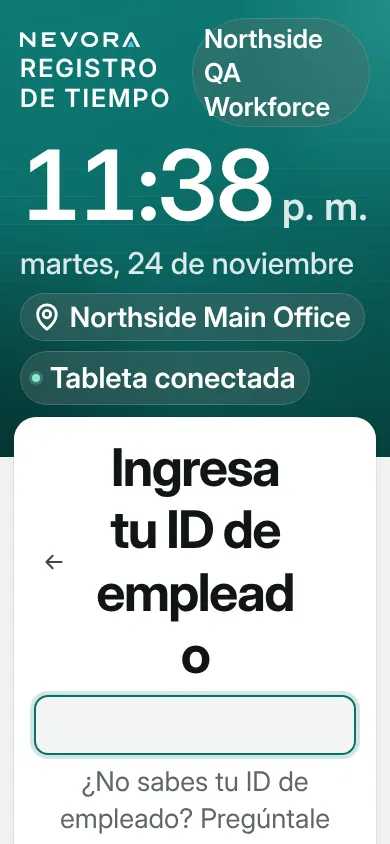 NEVORA
REGISTRO
DE TIEMPO
Northside
QA
Workforce
11:38 p. m.
martes, 24 de noviembre
Northside Main Office
Tableta conectada
Ingresa
tu ID de
emplead
o
¿No sabes tu ID de
empleado? Pregúntale